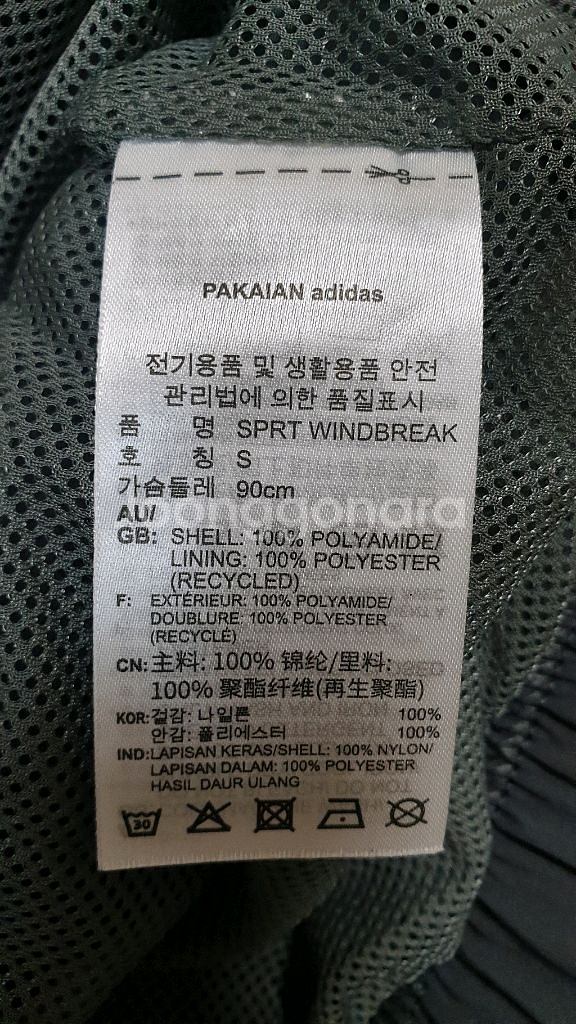 PAKAIAN adidas
전기용품 및 생활용품 안전
관리법에 의한 품질표시
품 명 SPRT WINDBREAK
호 칭 S
가슴둘레 90cm
AU/
GB: SHELL: 100% POLYAMIDE/
LINING: 100% POLYESTER
(RECYCLED)
F: EXTÉRIEUR: 100% POLYAMIDE/
DOUBLURE: 100% POLYESTER
(RECYCLÉ)
CN: 主料: 100% 锦纶/里料:
100% 聚酯纤维(再生聚酯)
KOR: 겉감: 나일론 100%
안감: 폴리에스터 100%
IND: LAPISAN KERAS/SHELL: 100% NYLON/
LAPISAN DALAM: 100% POLYESTER
HASIL DAUR ULANG
30